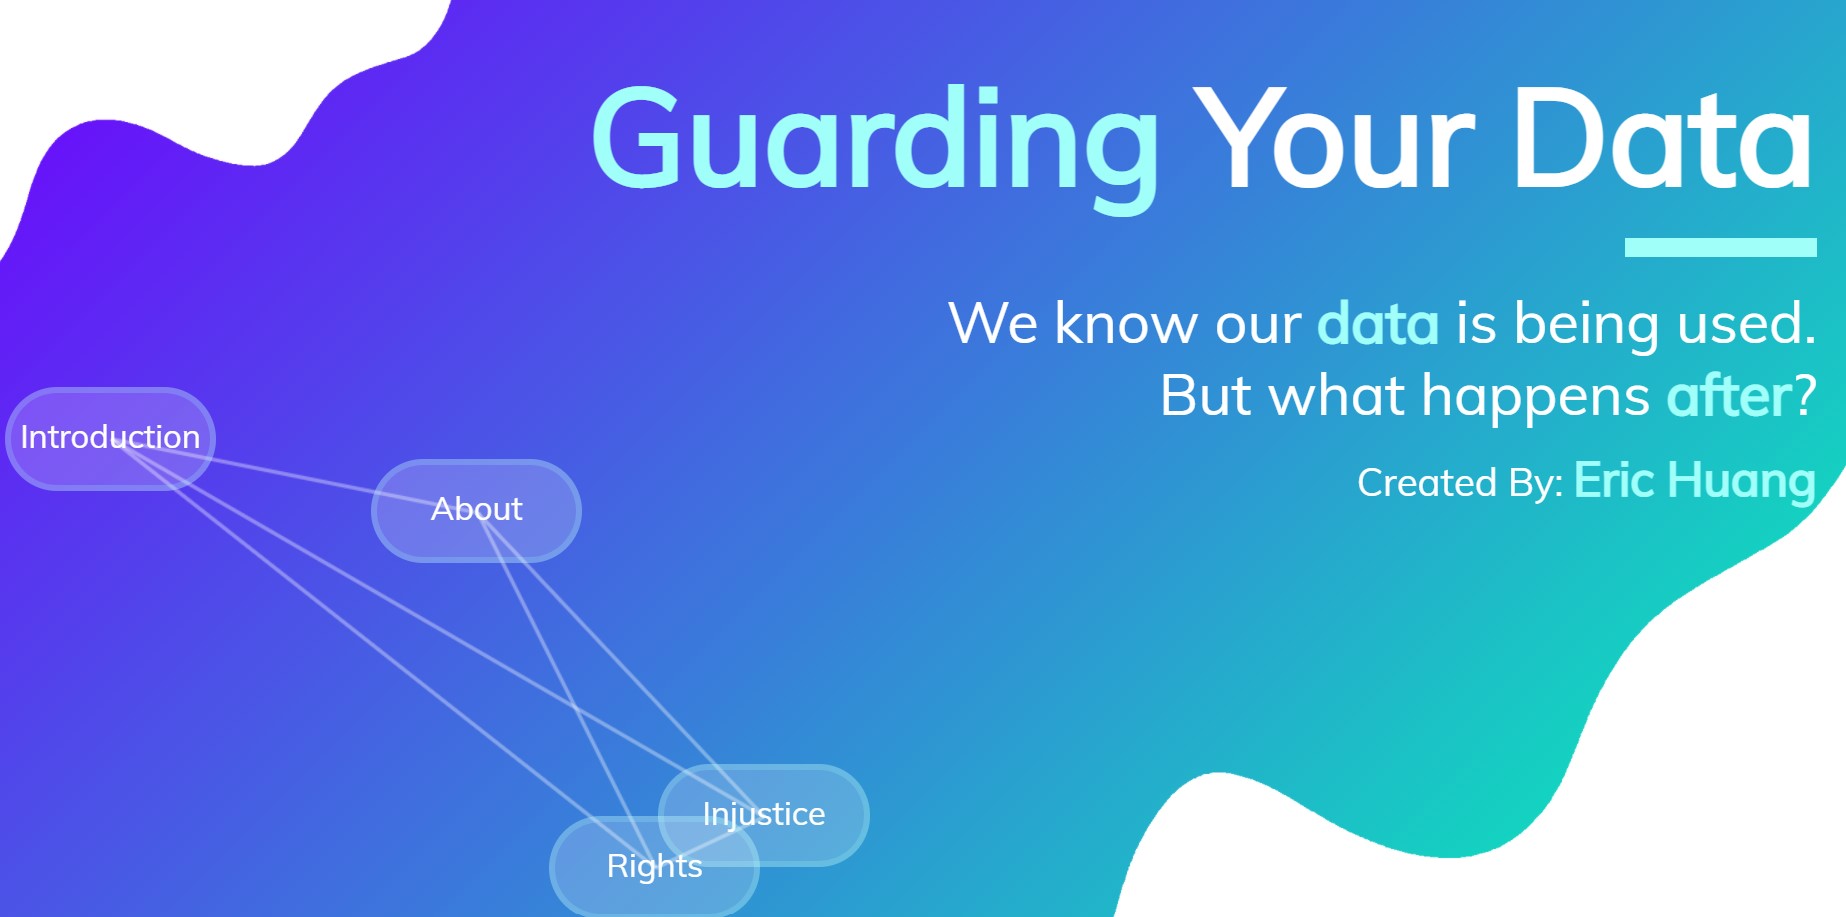 Guarding Your Data
We know our data is being used.
But what happens after?
Created By: Eric Huang
Introduction
About
Injustice
Rights